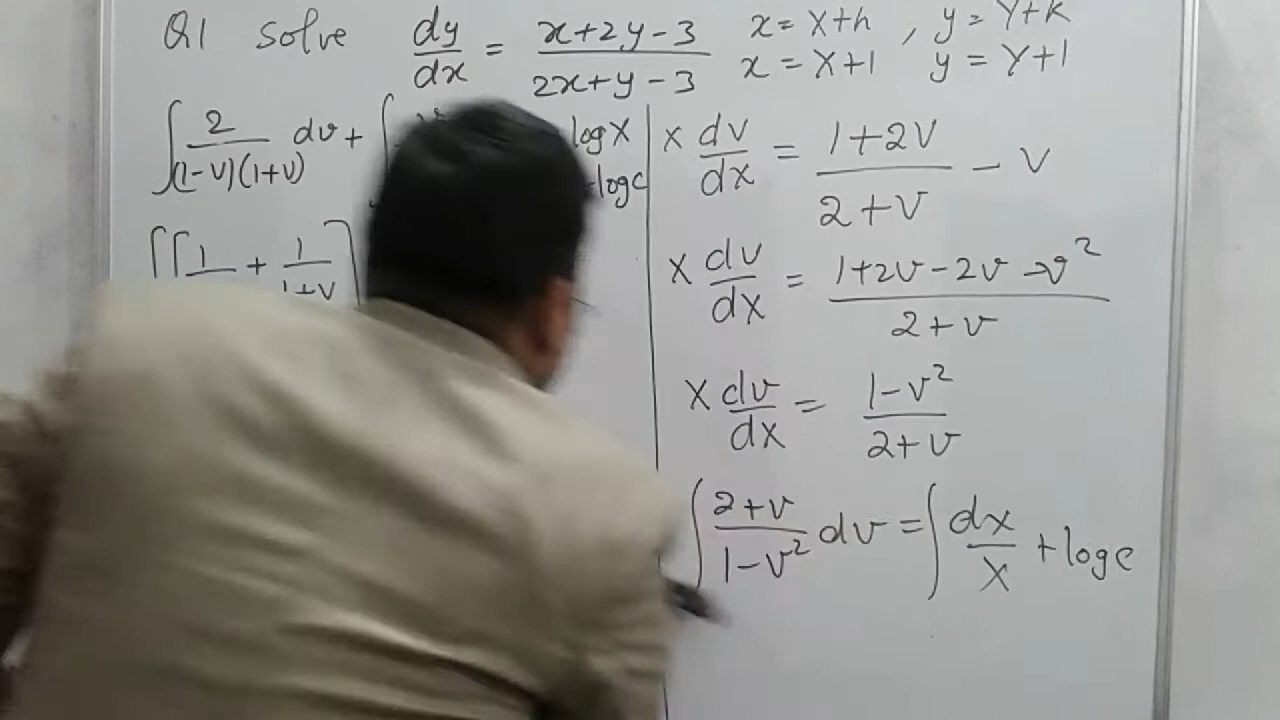 Q1 solve dy/dx = x+2y-3 / 2x+y-3 x = X+h , y = Y+k
x = X+1 y = Y+1
∫ 2/(1-v)(1+v) dv + ∫ logX
logc
∫[1 + 1/1+v]
X dv/dX = 1+2v / 2+v - v
X dv/dX = 1+2v-2v-v² / 2+v
X dv/dX = 1-v² / 2+v
∫ 2+v / 1-v² dv = ∫ dX/X + logc